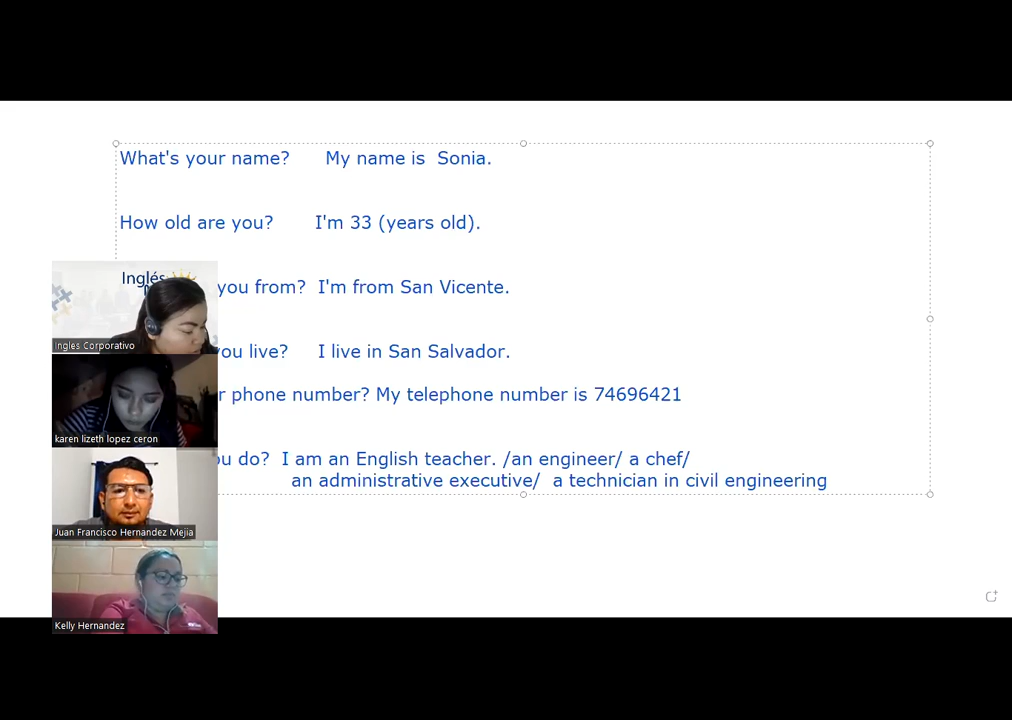 What's your name? My name is Sonia.
How old are you? I'm 33 (years old).
Inglés
you from? I'm from San Vicente.
Ingles Corporativo
you live? I live in San Salvador.
r phone number? My telephone number is 74696421
karen lizeth lopez ceron
ou do? I am an English teacher. /an engineer/ a chef/
an administrative executive/ a technician in civil engineering
Juan Francisco Hernandez Mejia
Kelly Hernandez